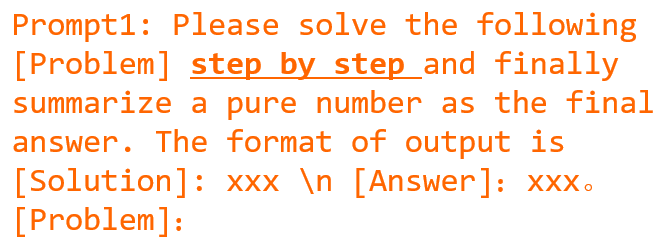 Prompt1: Please solve the following
[Problem] step by step and finally
summarize a pure number as the final
answer. The format of output is
[Solution]: xxx \n [Answer]: xxx。
[Problem]: